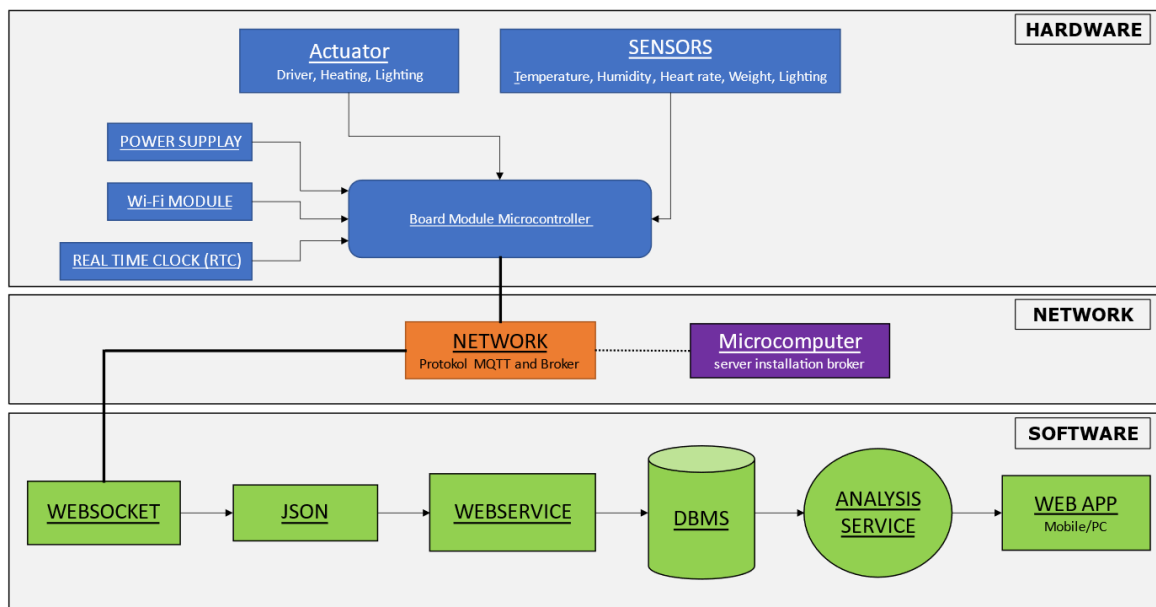 HARDWARE
Actuator
Driver, Heating, Lighting
SENSORS
Temperature, Humidity, Heart rate, Weight, Lighting
POWER SUPPLAY
Wi-Fi MODULE
REAL TIME CLOCK (RTC)
Board Module Microcontroller
NETWORK
NETWORK
Protokol MQTT and Broker
Microcomputer
server installation broker
SOFTWARE
WEBSOCKET
JSON
WEBSERVICE
DBMS
ANALYSIS
SERVICE
WEB APP
Mobile/PC